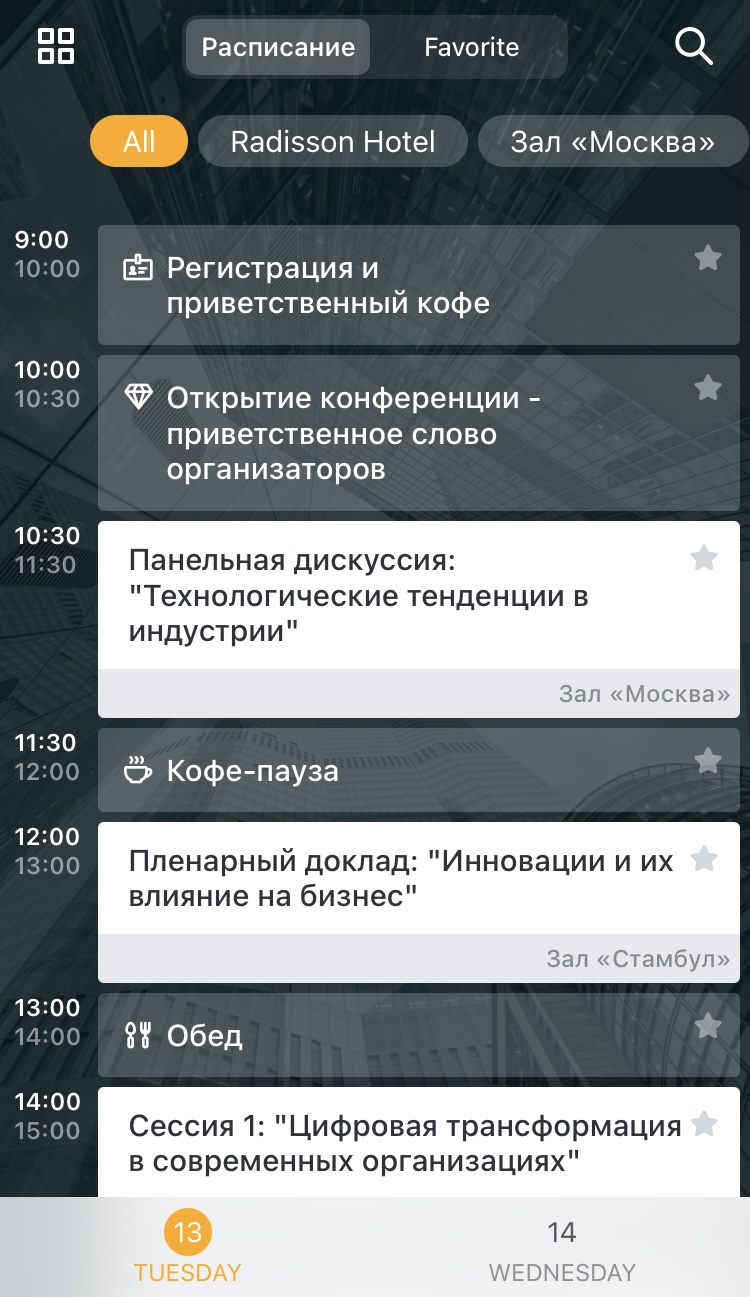 Расписание
Favorite
All
Radisson Hotel
Зал «Москва»
9:00
10:00
Регистрация и
приветственный кофе
10:00
10:30
Открытие конференции -
приветственное слово
организаторов
10:30
11:30
Панельная дискуссия:
"Технологические тенденции в
индустрии"
Зал «Москва»
11:30
12:00
Кофе-пауза
12:00
13:00
Пленарный доклад: "Инновации и их
влияние на бизнес"
Зал «Стамбул»
13:00
14:00
Обед
14:00
15:00
Сессия 1: "Цифровая трансформация
в современных организациях"
13
TUESDAY
14
WEDNESDAY